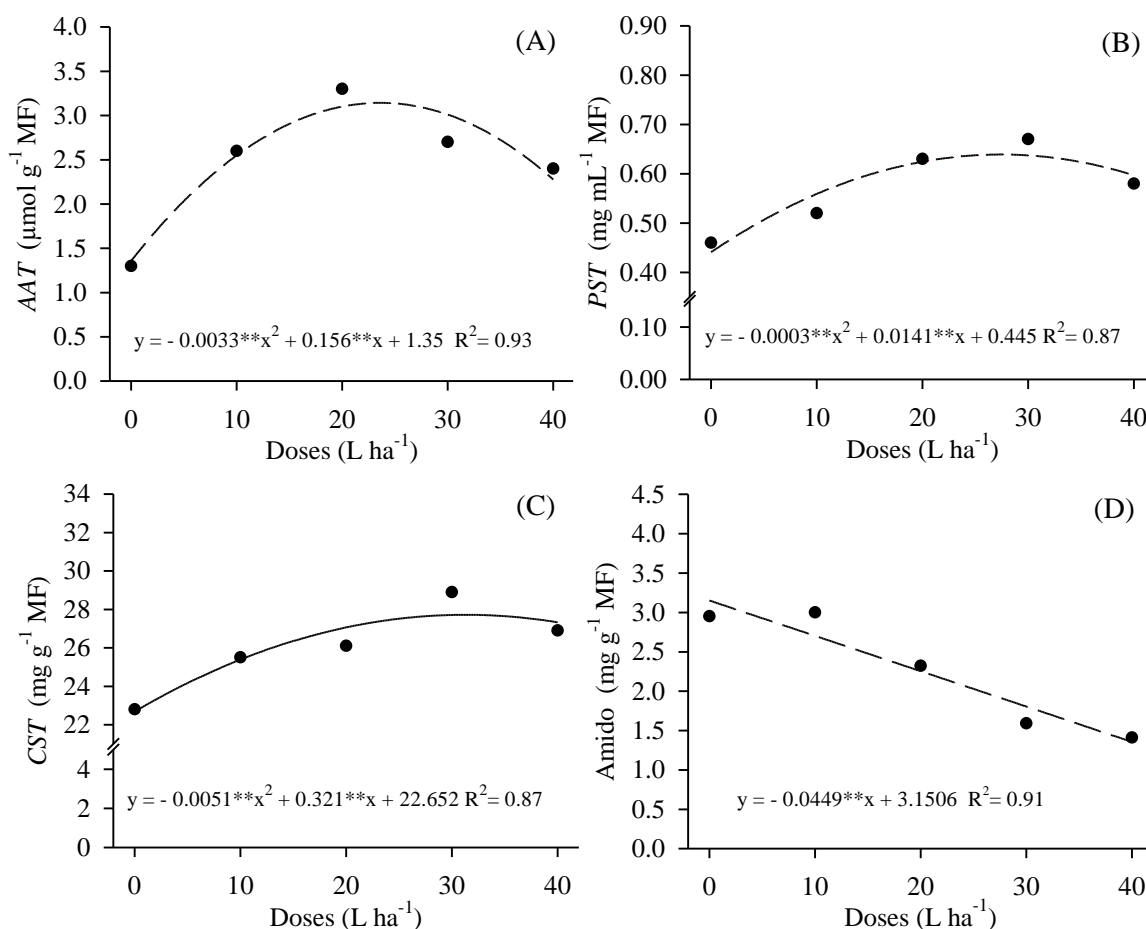 (A)
4.0
3.5
3.0
2.5
2.0
1.5
1.0
0.5
0.0
AAT (µmol g⁻¹ MF)
y = - 0.0033**x² + 0.156**x + 1.35 R²= 0.93
0 10 20 30 40
Doses (L ha⁻¹)
(B)
0.90
0.80
0.70
0.60
0.50
0.40
0.10
0.00
PST (mg mL⁻¹ MF)
y = - 0.0003**x² + 0.0141**x + 0.445 R²= 0.87
0 10 20 30 40
Doses (L ha⁻¹)
(C)
34
32
30
28
26
24
22
4
2
0
CST (mg g⁻¹ MF)
y = - 0.0051**x² + 0.321**x + 22.652 R²= 0.87
0 10 20 30 40
Doses (L ha⁻¹)
(D)
4.5
4.0
3.5
3.0
2.5
2.0
1.5
1.0
0.5
0.0
Amido (mg g⁻¹ MF)
y = - 0.0449**x + 3.1506 R²= 0.91
0 10 20 30 40
Doses (L ha⁻¹)